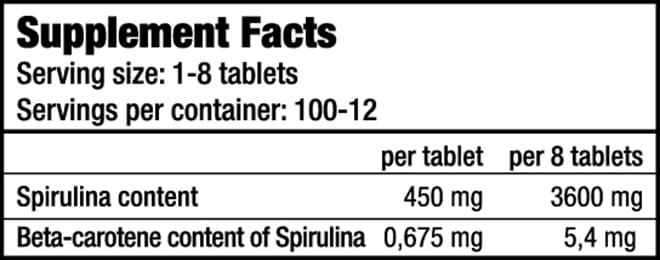 Supplement Facts
Serving size: 1-8 tablets
Servings per container: 100-12
per tablet per 8 tablets
Spirulina content 450 mg 3600 mg
Beta-carotene content of Spirulina 0,675 mg 5,4 mg